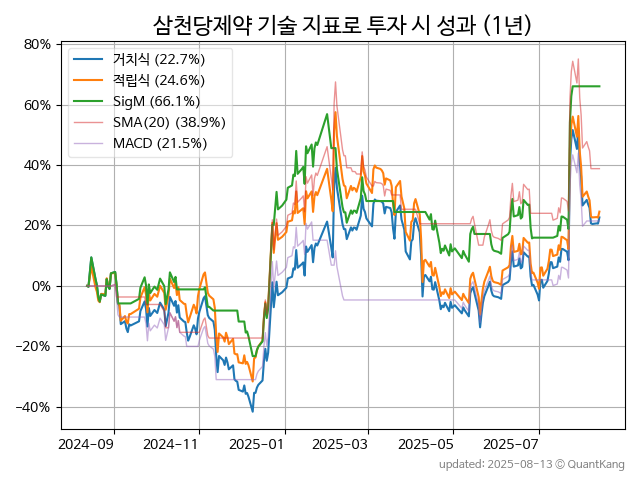 삼천당제약 기술 지표로 투자 시 성과 (1년)
80%
60%
40%
20%
0%
−20%
−40%
거치식 (22.7%)
적립식 (24.6%)
SigM (66.1%)
SMA(20) (38.9%)
MACD (21.5%)
2024-09
2024-11
2025-01
2025-03
2025-05
2025-07
updated: 2025-08-13 © QuantKang